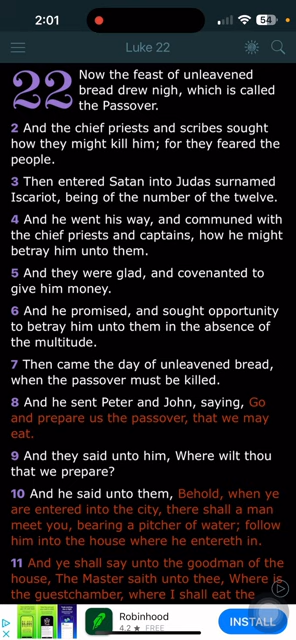 2:01
54
Luke 22
22 Now the feast of unleavened
bread drew nigh, which is called
the Passover.
2 And the chief priests and scribes sought
how they might kill him; for they feared the
people.
3 Then entered Satan into Judas surnamed
Iscariot, being of the number of the twelve.
4 And he went his way, and communed with
the chief priests and captains, how he might
betray him unto them.
5 And they were glad, and covenanted to
give him money.
6 And he promised, and sought opportunity
to betray him unto them in the absence of
the multitude.
7 Then came the day of unleavened bread,
when the passover must be killed.
8 And he sent Peter and John, saying, Go
and prepare us the passover, that we may
eat.
9 And they said unto him, Where wilt thou
that we prepare?
10 And he said unto them, Behold, when ye
are entered into the city, there shall a man
meet you, bearing a pitcher of water; follow
him into the house where he entereth in.
11 And ye shall say unto the goodman of the
house, The Master saith unto thee, Where is
the guestchamber, where I shall eat the
Robinhood
4.2 ★ FREE
INSTALL